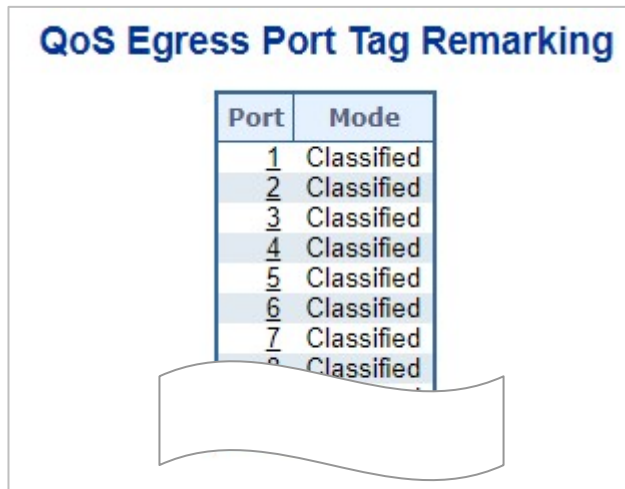 QoS Egress Port Tag Remarking
Port Mode
1 Classified
2 Classified
3 Classified
4 Classified
5 Classified
6 Classified
7 Classified
Classified